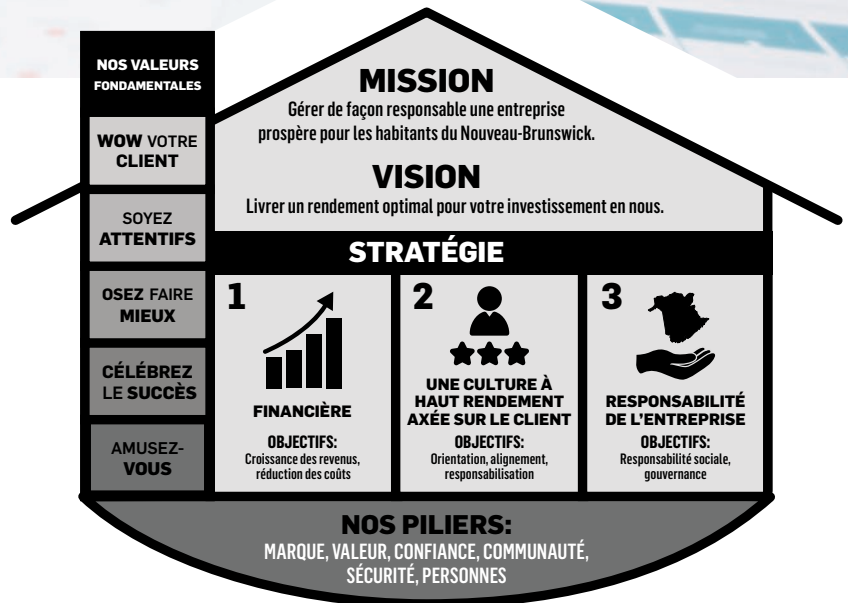 NOS VALEURS
FONDAMENTALES
WOW VOTRE
CLIENT
SOYEZ
ATTENTIFS
OSEZ FAIRE
MIEUX
CÉLÉBREZ
LE SUCCÈS
AMUSEZ-
VOUS
MISSION
Gérer de façon responsable une entreprise
prospère pour les habitants du Nouveau-Brunswick.
VISION
Livrer un rendement optimal pour votre investissement en nous.
STRATÉGIE
1
FINANCIÈRE
OBJECTIFS:
Croissance des revenus,
réduction des coûts
2
UNE CULTURE À
HAUT RENDEMENT
AXÉE SUR LE CLIENT
OBJECTIFS:
Orientation, alignement,
responsabilisation
3
RESPONSABILITÉ
DE L'ENTREPRISE
OBJECTIFS:
Responsabilité sociale,
gouvernance
NOS PILIERS:
MARQUE, VALEUR, CONFIANCE, COMMUNAUTÉ,
SÉCURITÉ, PERSONNES